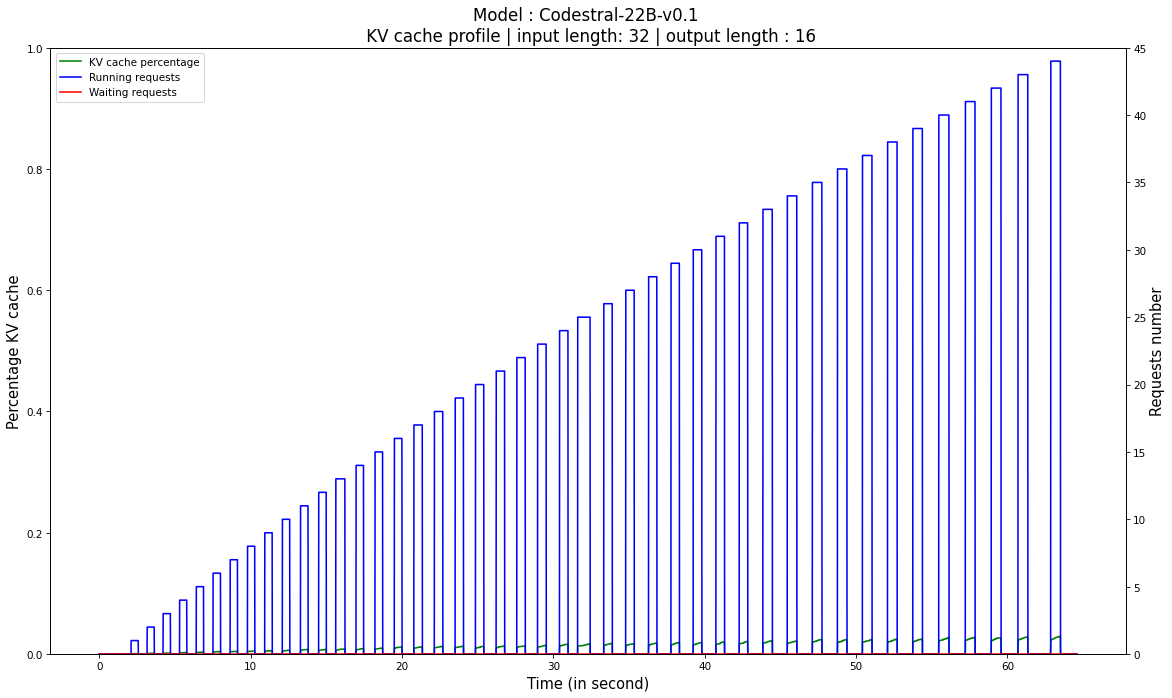 Model : Codestral-22B-v0.1
KV cache profile | input length: 32 | output length : 16
KV cache percentage
Running requests
Waiting requests
Percentage KV cache
1.0
0.8
0.6
0.4
0.2
0.0
Requests number
45
40
35
30
25
20
15
10
5
0
0
10
20
30
40
50
60
Time (in second)